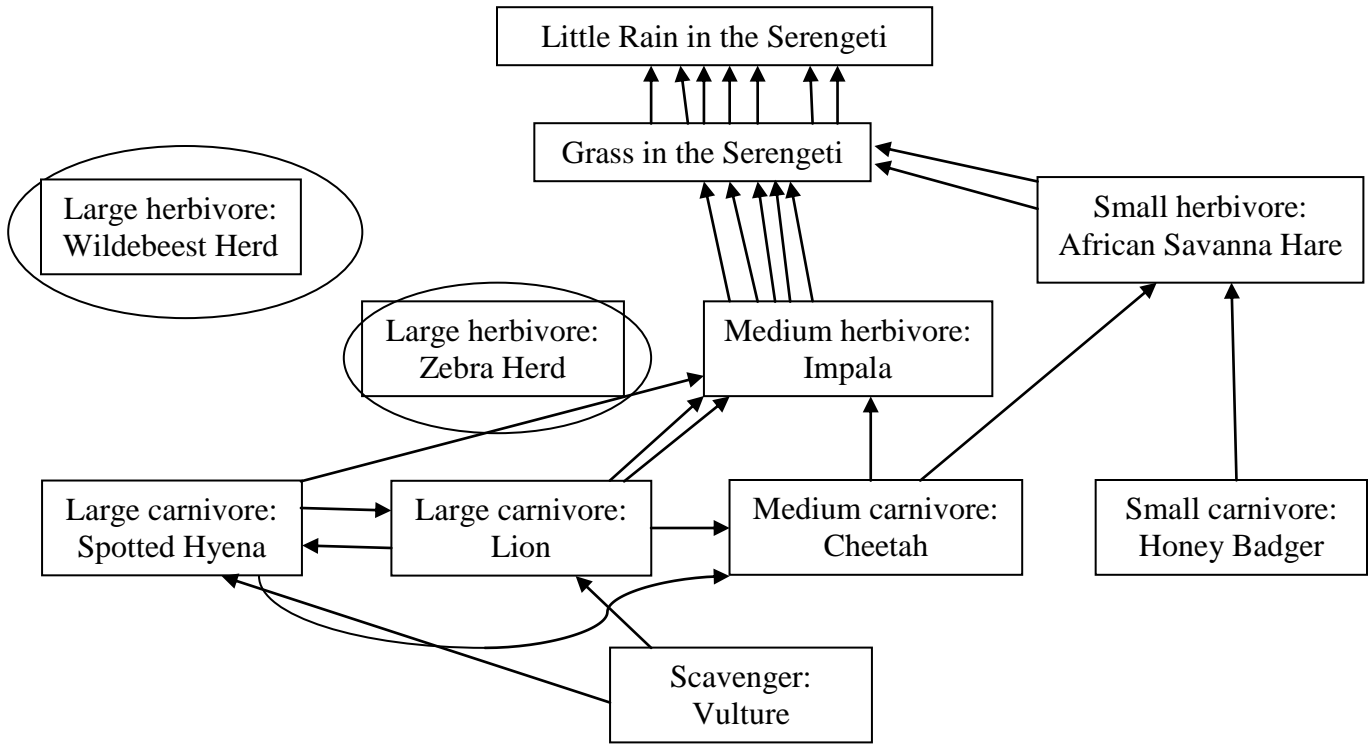 Little Rain in the Serengeti
Grass in the Serengeti
Large herbivore:
Wildebeest Herd
Small herbivore:
African Savanna Hare
Large herbivore:
Zebra Herd
Medium herbivore:
Impala
Large carnivore:
Spotted Hyena
Large carnivore:
Lion
Medium carnivore:
Cheetah
Small carnivore:
Honey Badger
Scavenger:
Vulture